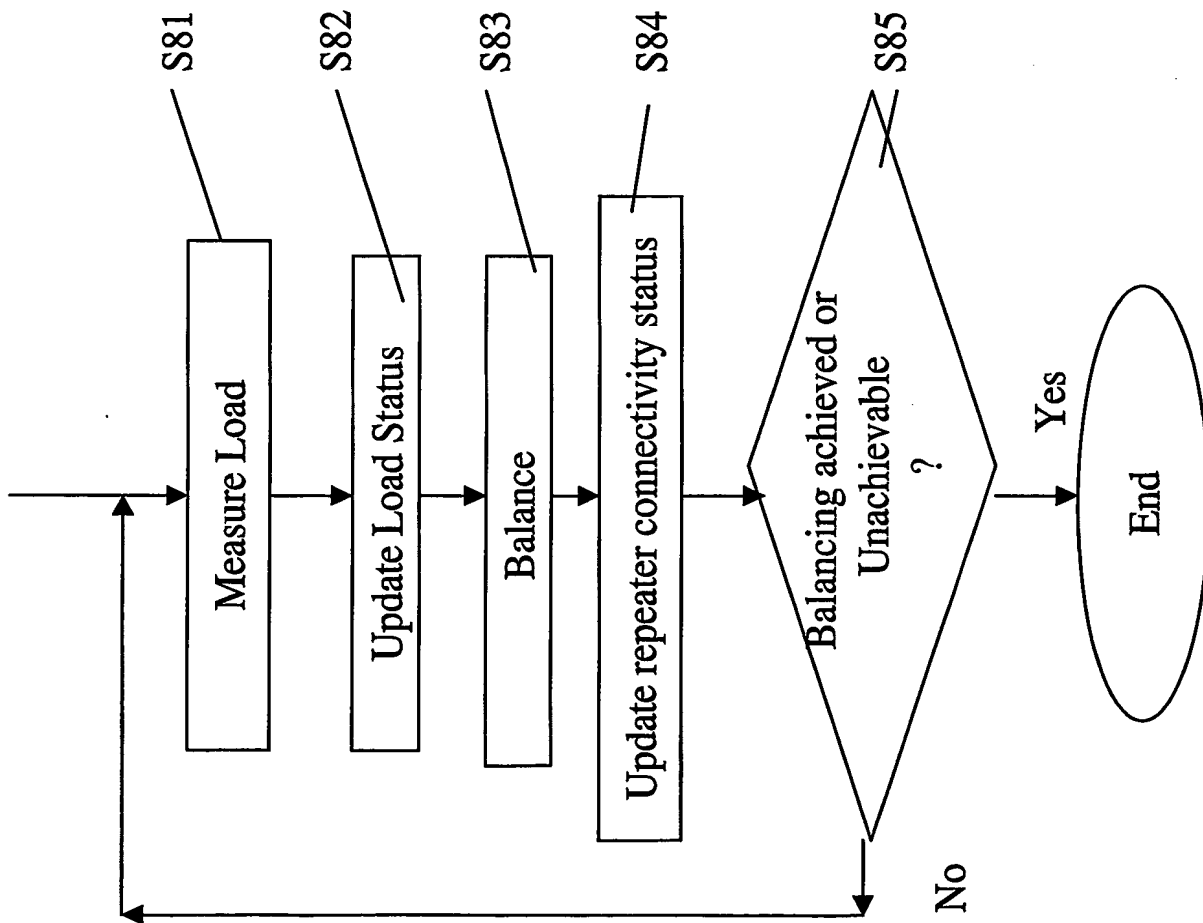 S81
Measure Load
S82
Update Load Status
S83
Balance
S84
Update repeater connectivity status
S85
Balancing achieved or
Unachievable
?
No
Yes
End